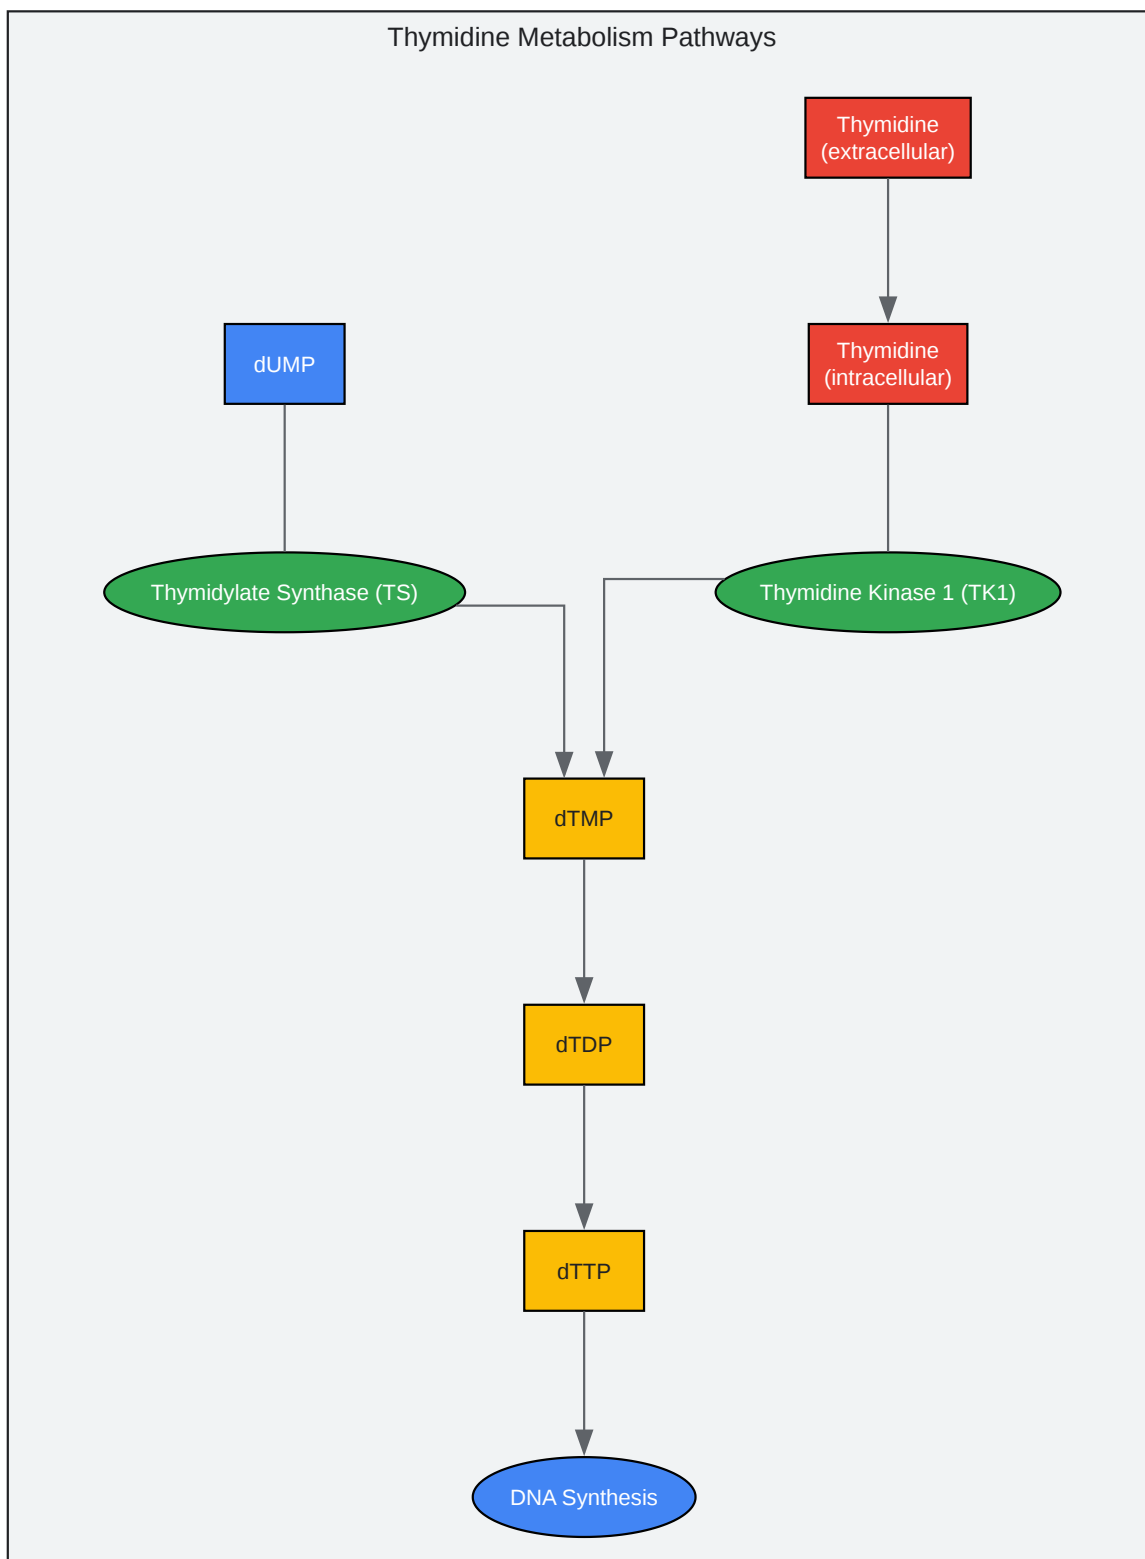 Thymidine Metabolism Pathways
Thymidine
(extracellular)
dUMP
Thymidine
(intracellular)
Thymidylate Synthase (TS)
Thymidine Kinase 1 (TK1)
dTMP
dTDP
dTTP
DNA Synthesis